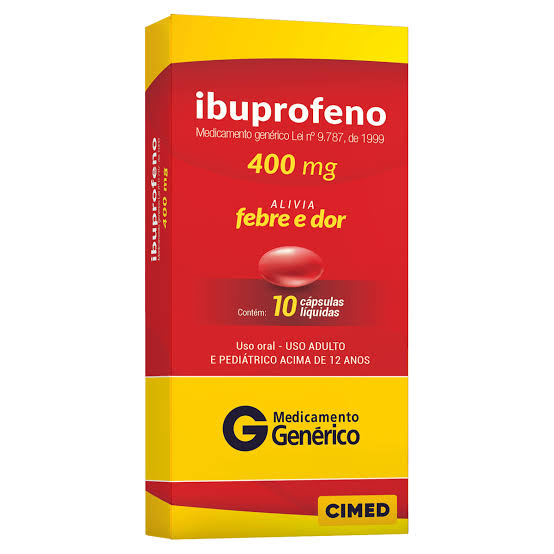 ibuprofeno
Medicamento genérico Lei nº 9.787, de 1999
400 mg
ALIVIA
febre e dor
Contém: 10 cápsulas
líquidas
Uso oral - USO ADULTO
E PEDIÁTRICO ACIMA DE 12 ANOS
G Medicamento
Genérico
CIMED
ibuprofeno
400 mg